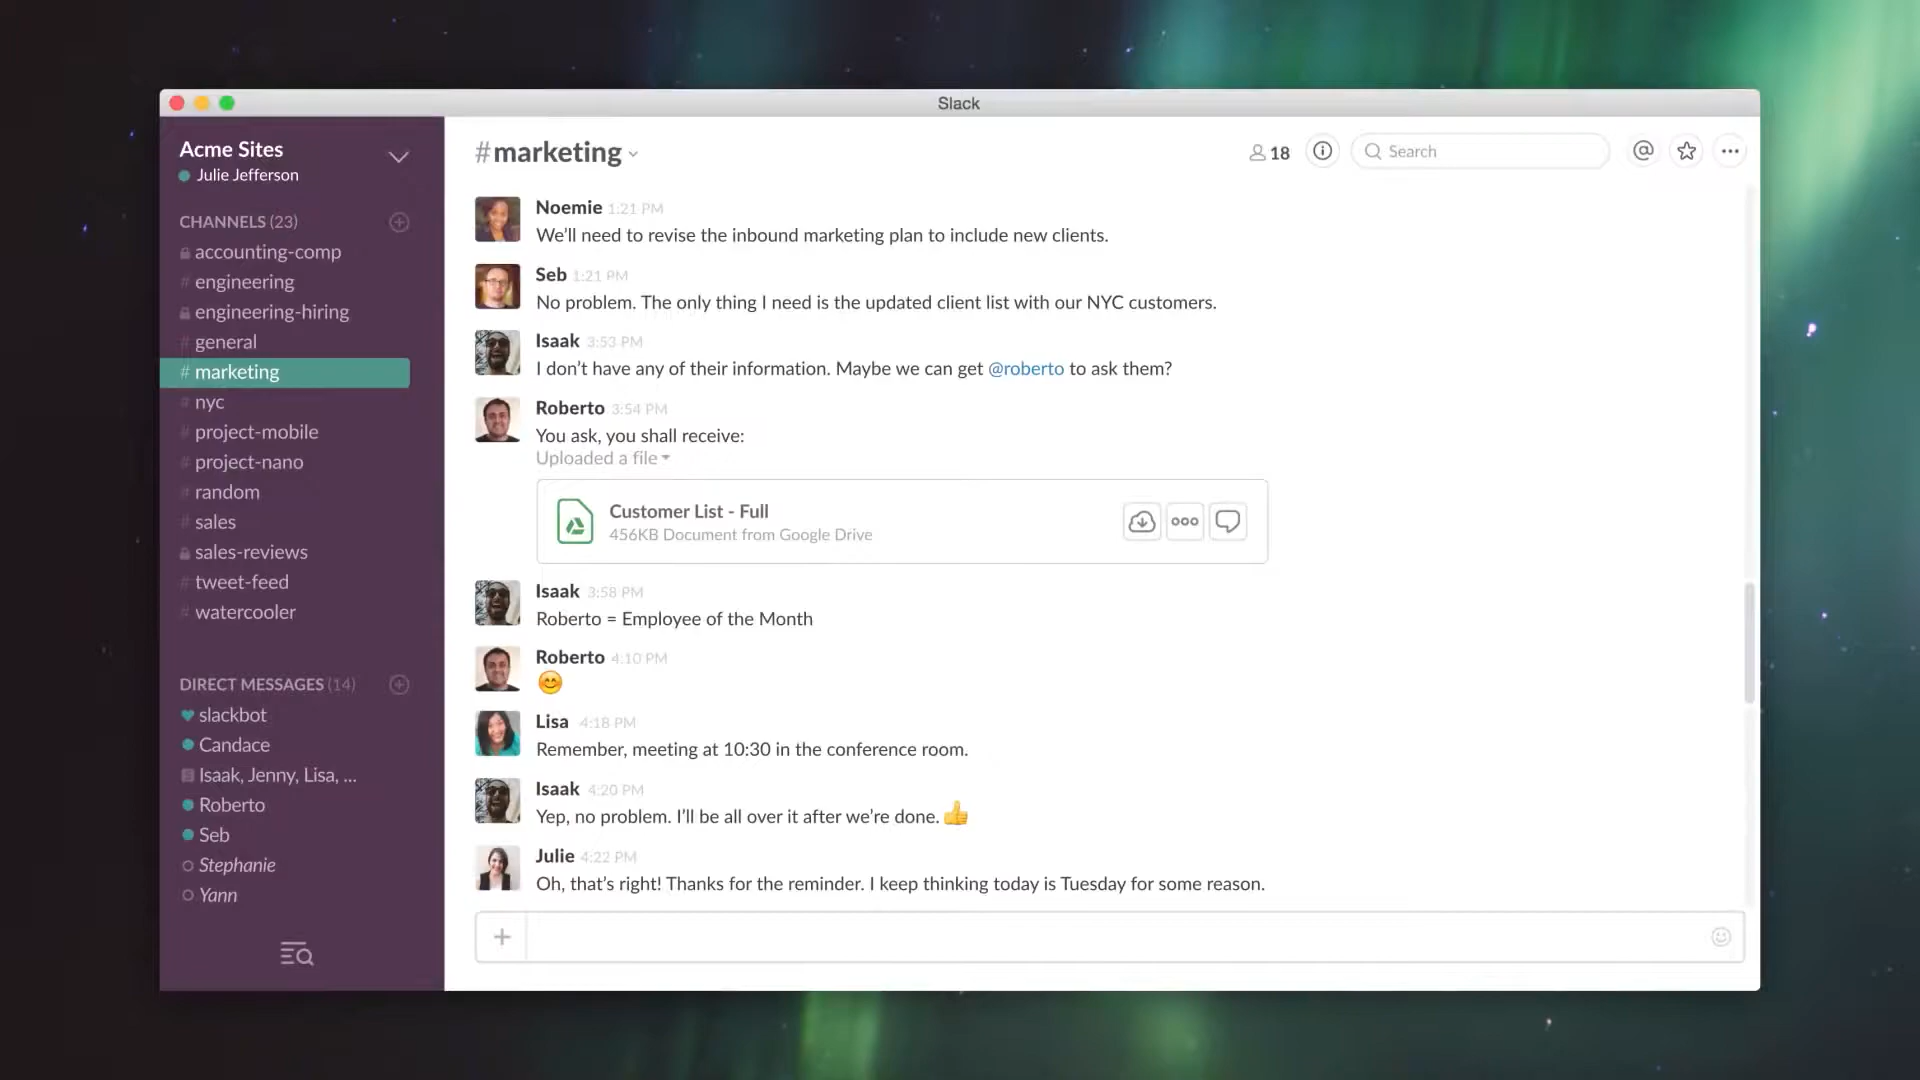 Slack
Acme Sites
Julie Jefferson
CHANNELS (23)
accounting-comp
# engineering
engineering-hiring
# general
# marketing
# nyc
# project-mobile
# project-nano
# random
# sales
sales-reviews
# tweet-feed
# watercooler
DIRECT MESSAGES (14)
slackbot
Candace
Isaak, Jenny, Lisa, ...
Roberto
Seb
Stephanie
Yann
#marketing
18
Search
Noemie 1:21 PM
We’ll need to revise the inbound marketing plan to include new clients.
Seb 1:21 PM
No problem. The only thing I need is the updated client list with our NYC customers.
Isaak 3:53 PM
I don’t have any of their information. Maybe we can get @roberto to ask them?
Roberto 3:54 PM
You ask, you shall receive:
Uploaded a file
Customer List - Full
456KB Document from Google Drive
Isaak 3:58 PM
Roberto = Employee of the Month
Roberto 4:10 PM
😊
Lisa 4:18 PM
Remember, meeting at 10:30 in the conference room.
Isaak 4:20 PM
Yep, no problem. I’ll be all over it after we’re done. 👍
Julie 4:22 PM
Oh, that’s right! Thanks for the reminder. I keep thinking today is Tuesday for some reason.